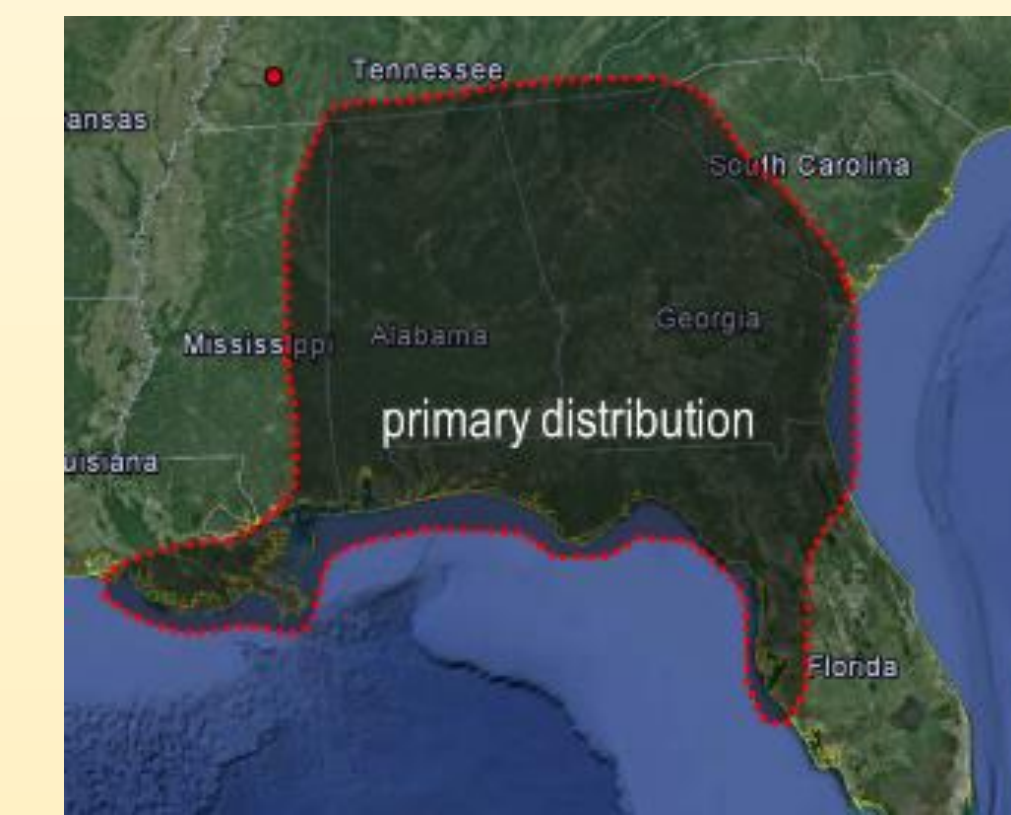 Tennessee
ansas
South Carolina
Georgia
Mississippi
Alabama
primary distribution
uisiana
Florida